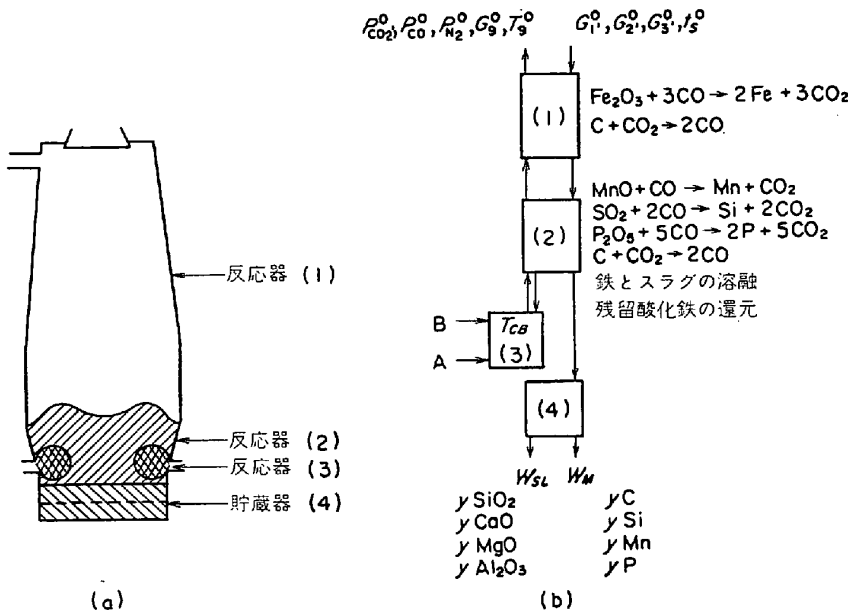 P⁰CO₂, P⁰CO, P⁰N₂, G⁰g, T⁰g
G⁰1', G⁰2', G⁰3', t⁰s
(1)
Fe₂O₃ + 3CO → 2Fe + 3CO₂
C + CO₂ → 2CO
(2)
MnO + CO → Mn + CO₂
SO₂ + 2CO → Si + 2CO₂
P₂O₅ + 5CO → 2P + 5CO₂
C + CO₂ → 2CO
鉄とスラグの溶融
残留酸化鉄の還元
B
A
TCB
(3)
(4)
WSL WM
y SiO₂ y C
y CaO y Si
y MgO y Mn
y Al₂O₃ y P
(b)
反応器 (1)
反応器 (2)
反応器 (3)
貯蔵器 (4)
(a)